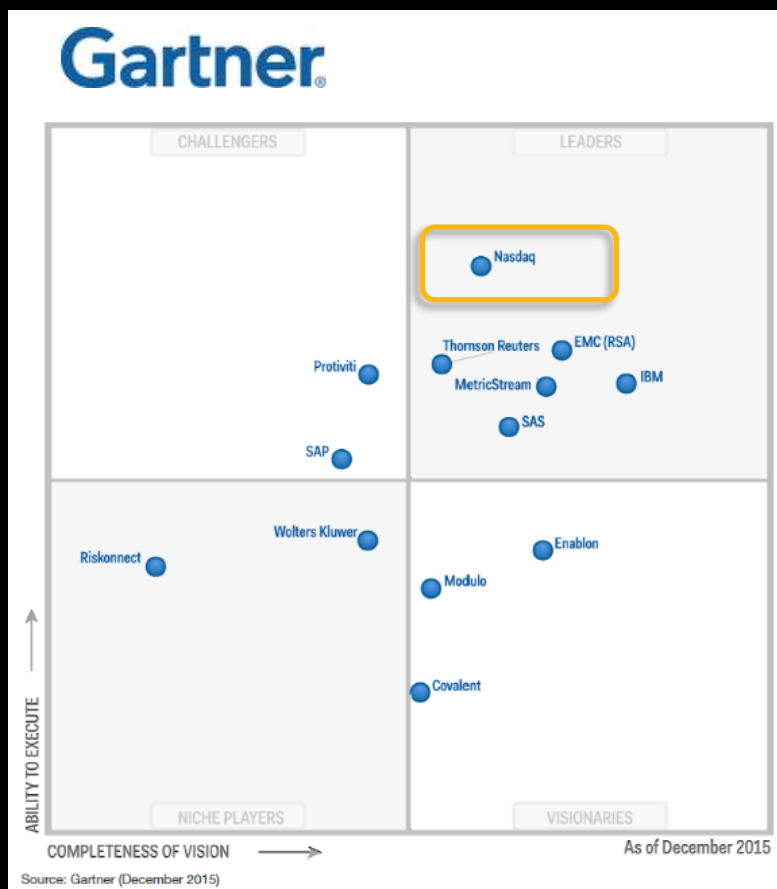 Gartner®
CHALLENGERS
LEADERS
Nasdaq
Thomson Reuters
EMC (RSA)
Protiviti
MetricStream
IBM
SAS
SAP
Wolters Kluwer
Enablon
Riskonnect
Modulo
Covalent
ABILITY TO EXECUTE
NICHE PLAYERS
VISIONARIES
COMPLETENESS OF VISION
As of December 2015
Source: Gartner (December 2015)